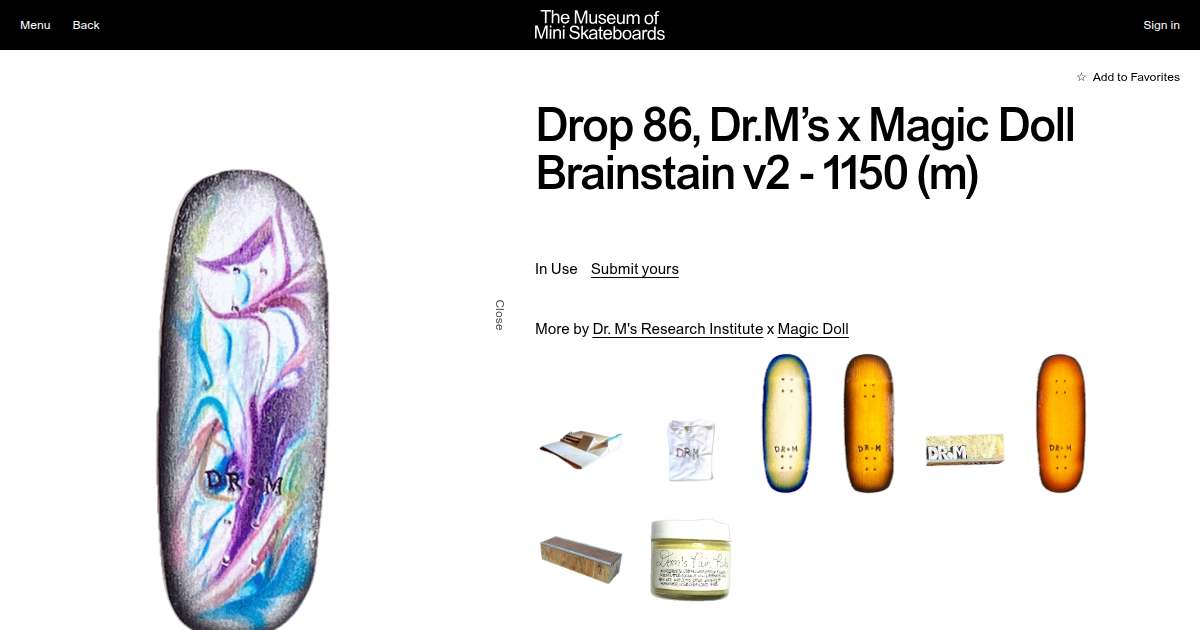 Menu
Back
The Museum of
Mini Skateboards
Sign in
☆ Add to Favorites
Drop 86, Dr.M’s x Magic Doll
Brainstain v2 - 1150 (m)
In Use
Submit yours
Close
More by Dr. M's Research Institute x Magic Doll
DR•M
DR•M
DR•M
DR•M
DR•M
DR•M